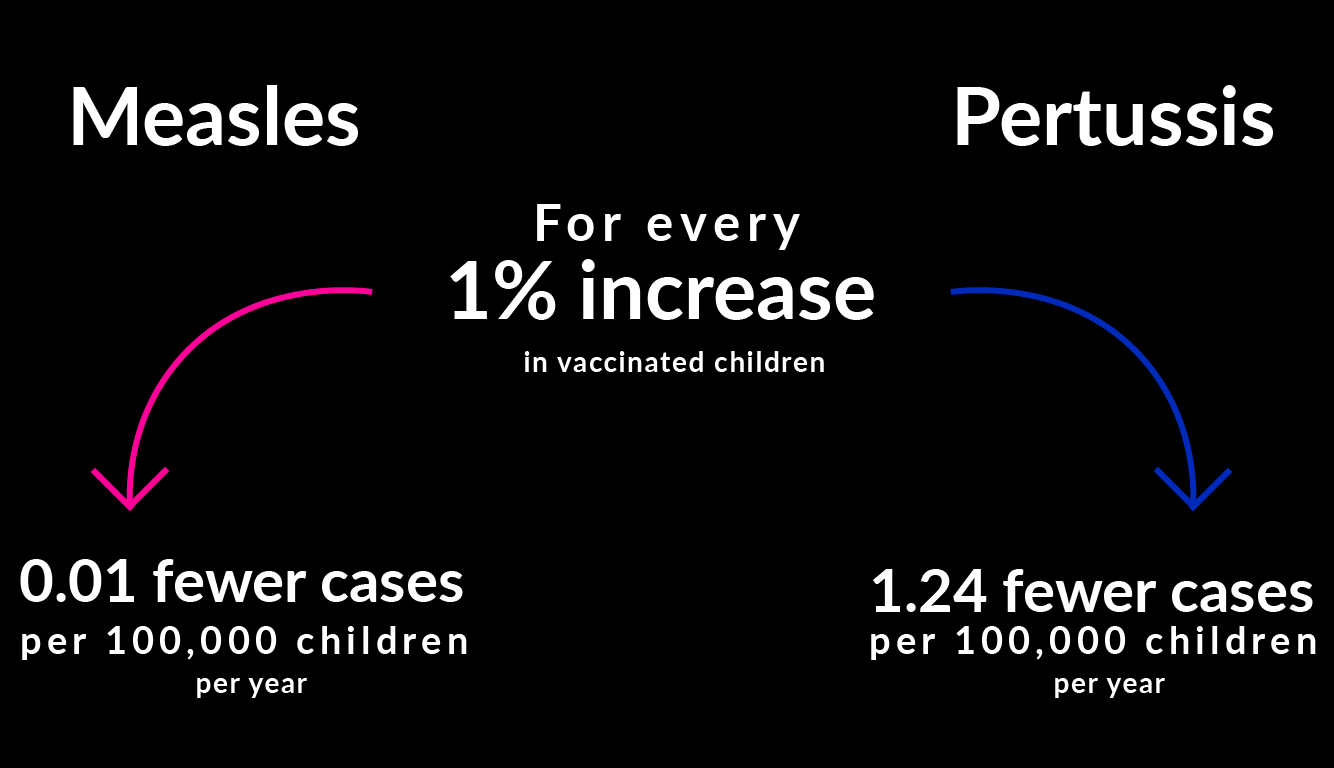 Measles
Pertussis
For every
1% increase
in vaccinated children
0.01 fewer cases
per 100,000 children
per year
1.24 fewer cases
per 100,000 children
per year